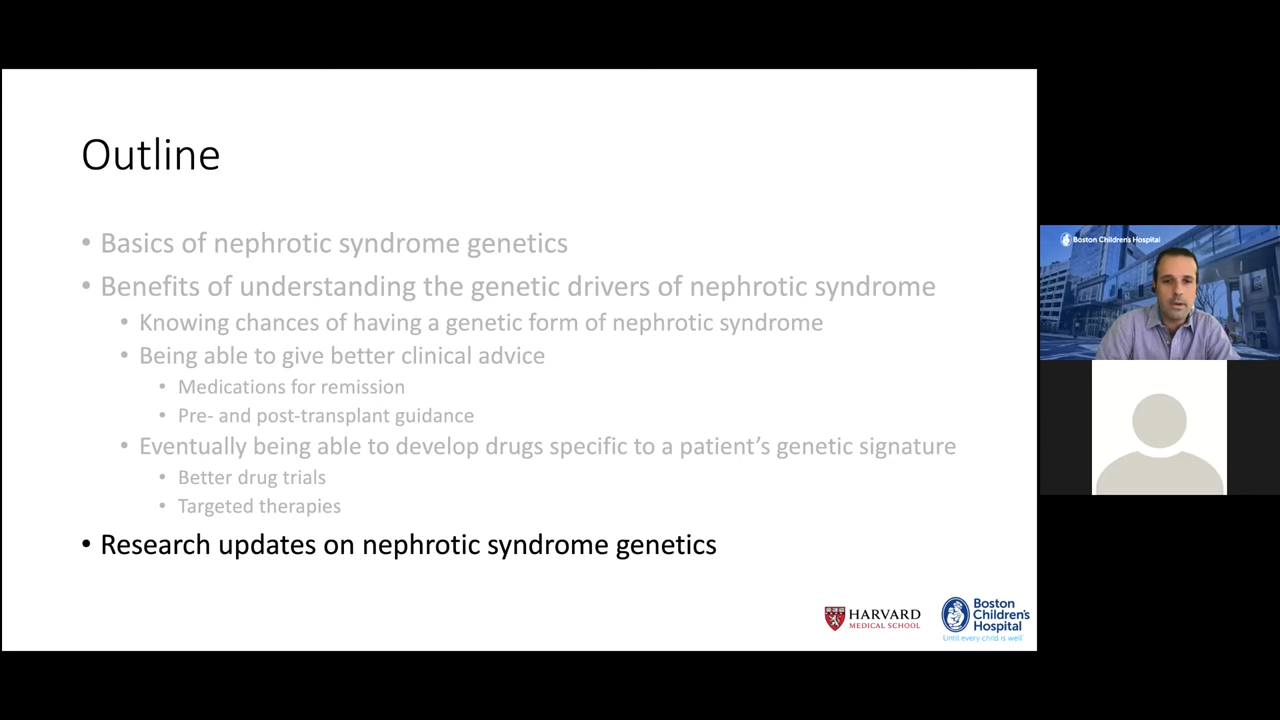 Outline
• Basics of nephrotic syndrome genetics
• Benefits of understanding the genetic drivers of nephrotic syndrome
• Knowing chances of having a genetic form of nephrotic syndrome
• Being able to give better clinical advice
• Medications for remission
• Pre- and post-transplant guidance
• Eventually being able to develop drugs specific to a patient's genetic signature
• Better drug trials
• Targeted therapies
• Research updates on nephrotic syndrome genetics
HARVARD
MEDICAL SCHOOL
Boston
Children's
Hospital
Until every child is well
Boston Children's Hospital